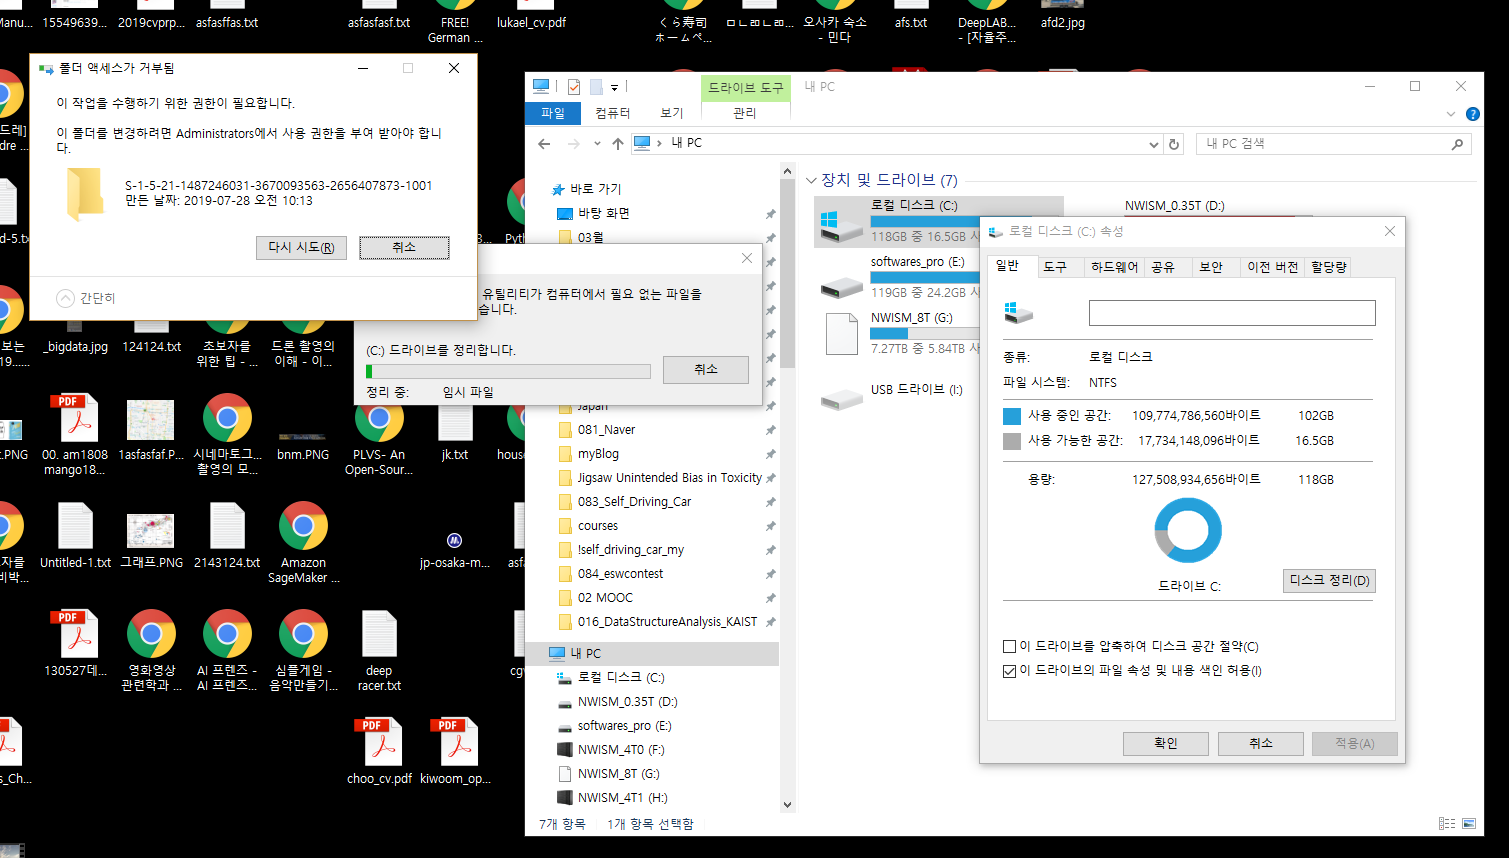 Manu...
15549639...
2019cvprp...
asfasffas.txt
asfasfasf.txt
FREE!
German ...
lukael_cv.pdf
くら寿司
ホームペ...
ㅁㄴㄻㄴㄻ...
오사카 숙소
- 민다
afs.txt
DeepLAB...
- [자율주...
afd2.jpg
폴더 액세스가 거부됨
이 작업을 수행하기 위한 권한이 필요합니다.
이 폴더를 변경하려면 Administrators에서 사용 권한을 부여 받아야 합니
다.
S-1-5-21-1487246031-3670093563-2656407873-1001
만든 날짜: 2019-07-28 오전 10:13
다시 시도(R)
취소
간단히
유틸리티가 컴퓨터에서 필요 없는 파일을
습니다.
(C:) 드라이브를 정리합니다.
취소
정리 중: 임시 파일
드라이브 도구
내 PC
파일
컴퓨터
보기
관리
내 PC
내 PC 검색
바로 가기
바탕 화면
03월
Japan
081_Naver
myBlog
Jigsaw Unintended Bias in Toxicity
083_Self_Driving_Car
courses
!self_driving_car_my
084_eswcontest
02 MOOC
016_DataStructureAnalysis_KAIST
내 PC
로컬 디스크 (C:)
NWISM_0.35T (D:)
softwares_pro (E:)
NWISM_4T0 (F:)
NWISM_8T (G:)
NWISM_4T1 (H:)
7개 항목
1개 항목 선택함
장치 및 드라이브 (7)
로컬 디스크 (C:)
118GB 중 16.5GB 사
NWISM_0.35T (D:)
softwares_pro (E:)
119GB 중 24.2GB 사
NWISM_8T (G:)
7.27TB 중 5.84TB 사
USB 드라이브 (I:)
로컬 디스크 (C:) 속성
일반
도구
하드웨어
공유
보안
이전 버전
할당량
종류: 로컬 디스크
파일 시스템: NTFS
사용 중인 공간: 109,774,786,560바이트 102GB
사용 가능한 공간: 17,734,148,096바이트 16.5GB
용량: 127,508,934,656바이트 118GB
드라이브 C:
디스크 정리(D)
이 드라이브를 압축하여 디스크 공간 절약(C)
이 드라이브의 파일 속성 및 내용 색인 허용(I)
확인
취소
적용(A)
드레]
dre ...
d-5.tx
보는
19......
_bigdata.jpg
124124.txt
초보자를
위한 팁 - ...
드론 촬영의
이해 - 이...
t.PNG
PDF
00. am1808
mango18...
1asfasfaf.P...
시네마토그...
촬영의 모...
bnm.PNG
PLVS- An
Open-Sour...
jk.txt
house
자를
비박...
Untitled-1.txt
그래프.PNG
2143124.txt
Amazon
SageMaker ...
jp-osaka-m...
asfa
PDF
130527데...
영화영상
관련학과 ...
AI 프렌즈 -
AI 프렌즈...
심플게임 -
음악만들기...
deep
racer.txt
cgv
s_Ch...
PDF
choo_cv.pdf
PDF
kiwoom_op...